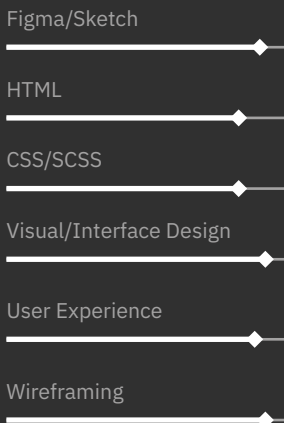 Figma/Sketch
HTML
CSS/SCSS
Visual/Interface Design
User Experience
Wireframing